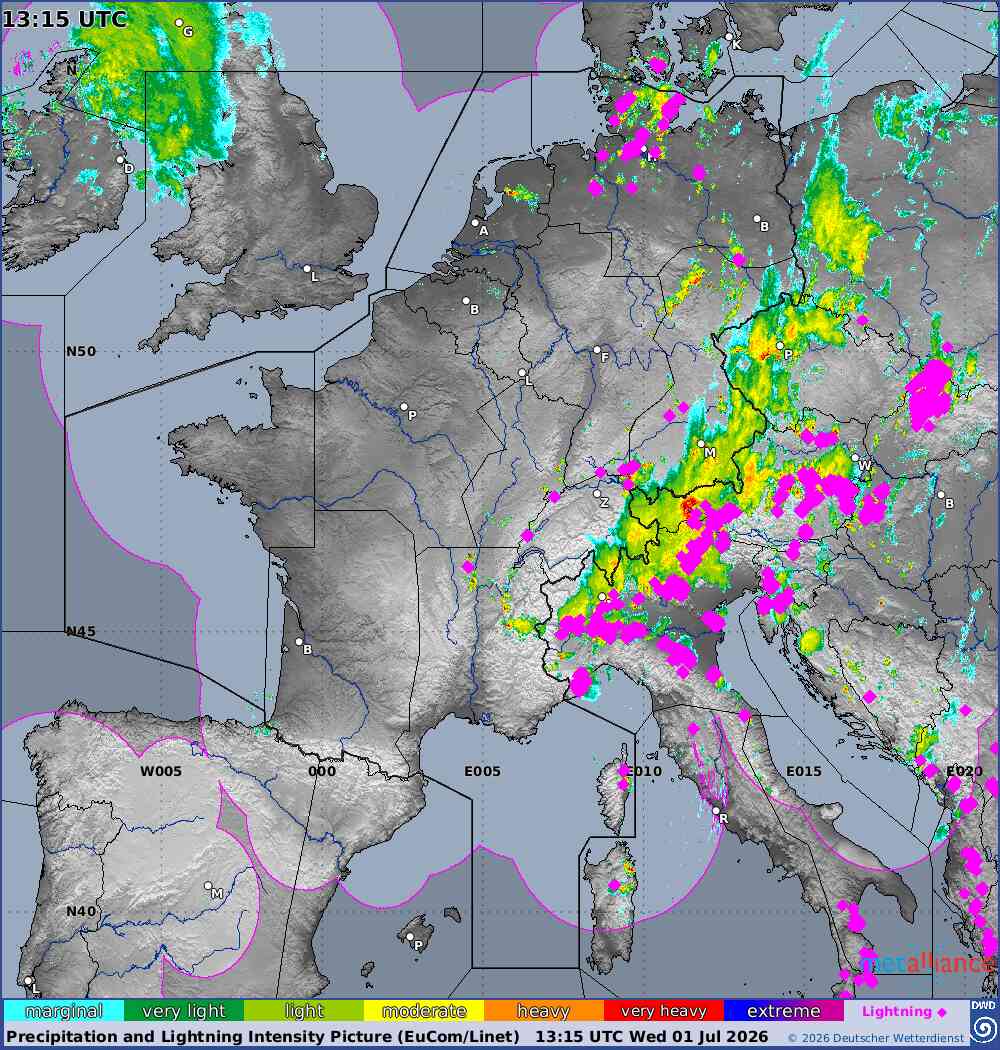 13:15 UTC
G
K
N
D
H
A
B
L
B
N50
F
P
L
P
M
W
Z
B
N45
B
W005
000
E005
E010
E015
E020
R
M
N40
P
L
metalliance
marginal very light light moderate heavy very heavy extreme Lightning
DWD
Precipitation and Lightning Intensity Picture (EuCom/Linet) 13:15 UTC Wed 01 Jul 2026 © 2026 Deutscher Wetterdienst